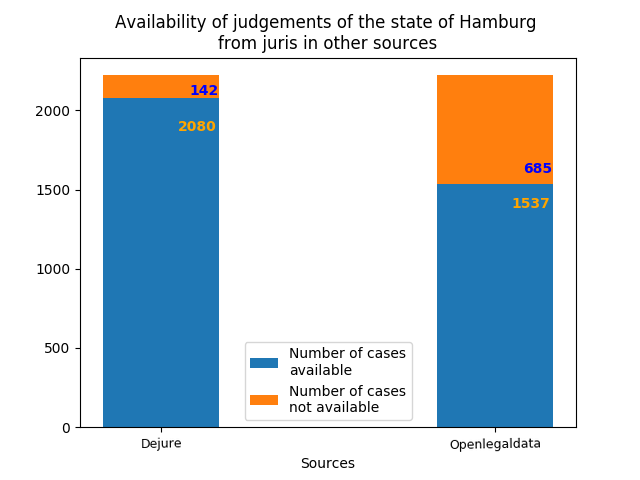 Availability of judgements of the state of Hamburg
from juris in other sources
2000
1500
1000
500
0
142
2080
685
1537
Number of cases
available
Number of cases
not available
Dejure
Openlegaldata
Sources